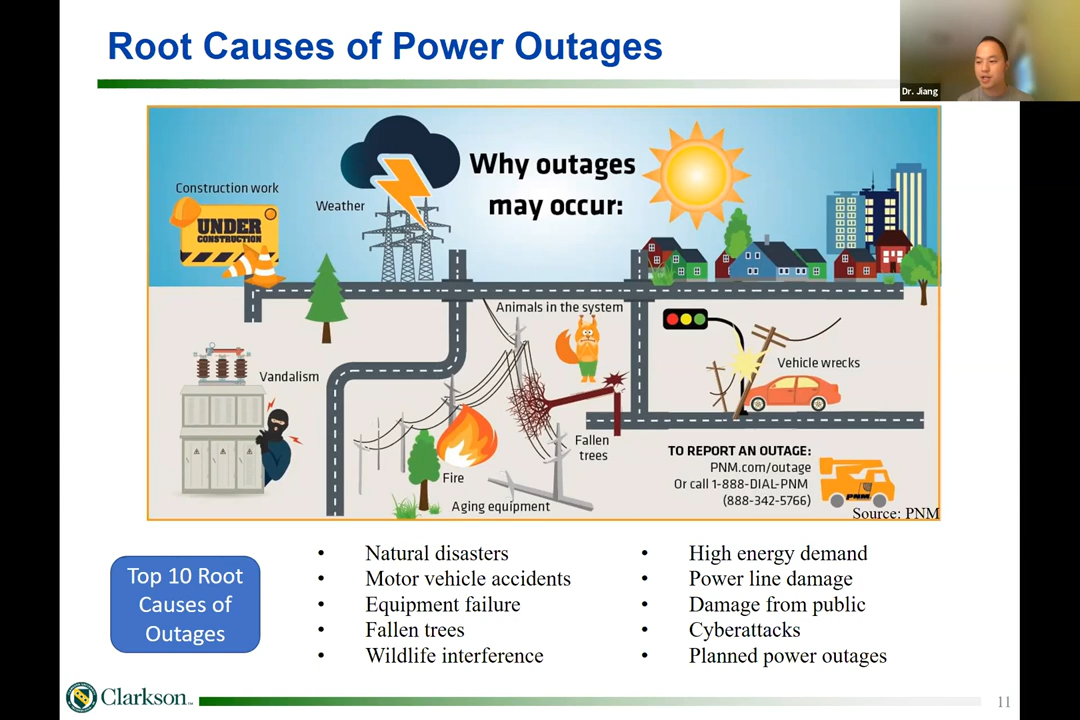 Root Causes of Power Outages
Dr. Jiang
Why outages
may occur:
Construction work
UNDER
CONSTRUCTION
Weather
Animals in the system
Vandalism
Vehicle wrecks
Fallen
trees
Fire
Aging equipment
TO REPORT AN OUTAGE:
PNM.com/outage
Or call 1-888-DIAL-PNM
(888-342-5766)
PNM
Source: PNM
Top 10 Root
Causes of
Outages
• Natural disasters
• Motor vehicle accidents
• Equipment failure
• Fallen trees
• Wildlife interference
• High energy demand
• Power line damage
• Damage from public
• Cyberattacks
• Planned power outages
Clarkson
11